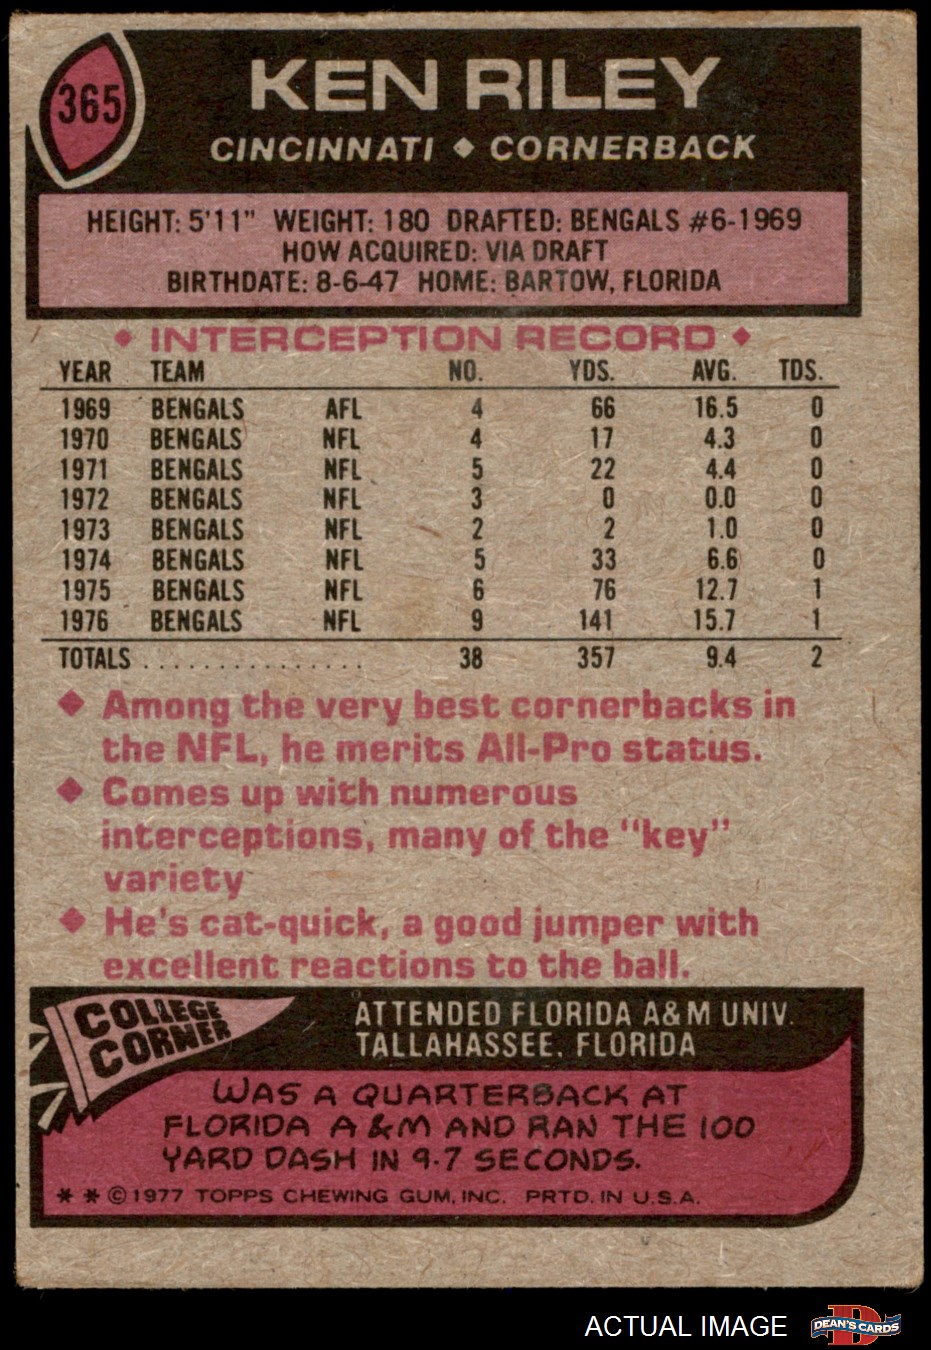 365
KEN RILEY
CINCINNATI ◆ CORNERBACK
HEIGHT: 5'11" WEIGHT: 180 DRAFTED: BENGALS #6-1969
HOW ACQUIRED: VIA DRAFT
BIRTHDATE: 8-6-47 HOME: BARTOW, FLORIDA
◆ INTERCEPTION RECORD ◆
YEAR TEAM NO. YDS. AVG. TDS.
1969 BENGALS AFL 4 66 16.5 0
1970 BENGALS NFL 4 17 4.3 0
1971 BENGALS NFL 5 22 4.4 0
1972 BENGALS NFL 3 0 0.0 0
1973 BENGALS NFL 2 2 1.0 0
1974 BENGALS NFL 5 33 6.6 0
1975 BENGALS NFL 6 76 12.7 1
1976 BENGALS NFL 9 141 15.7 1
TOTALS . . . . . . . . . . . . . . . 38 357 9.4 2
◆ Among the very best cornerbacks in
the NFL, he merits All-Pro status.
◆ Comes up with numerous
interceptions, many of the "key"
variety
◆ He's cat-quick, a good jumper with
excellent reactions to the ball.
COLLEGE
CORNER
ATTENDED FLORIDA A&M UNIV.
TALLAHASSEE, FLORIDA
WAS A QUARTERBACK AT
FLORIDA A&M AND RAN THE 100
YARD DASH IN 9.7 SECONDS.
* * © 1977 TOPPS CHEWING GUM, INC. PRTD. IN U.S.A.
ACTUAL IMAGE
D
DEAN'S CARDS